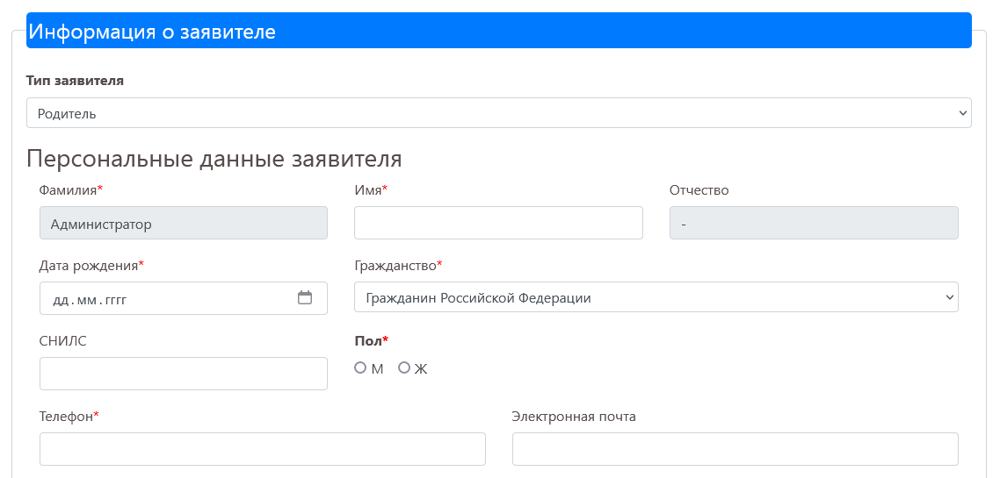 Информация о заявителе
Тип заявителя
Родитель
Персональные данные заявителя
Фамилия* Имя* Отчество
Администратор -
Дата рождения* Гражданство*
дд.мм.гггг Гражданин Российской Федерации
СНИЛС Пол*
М Ж
Телефон* Электронная почта